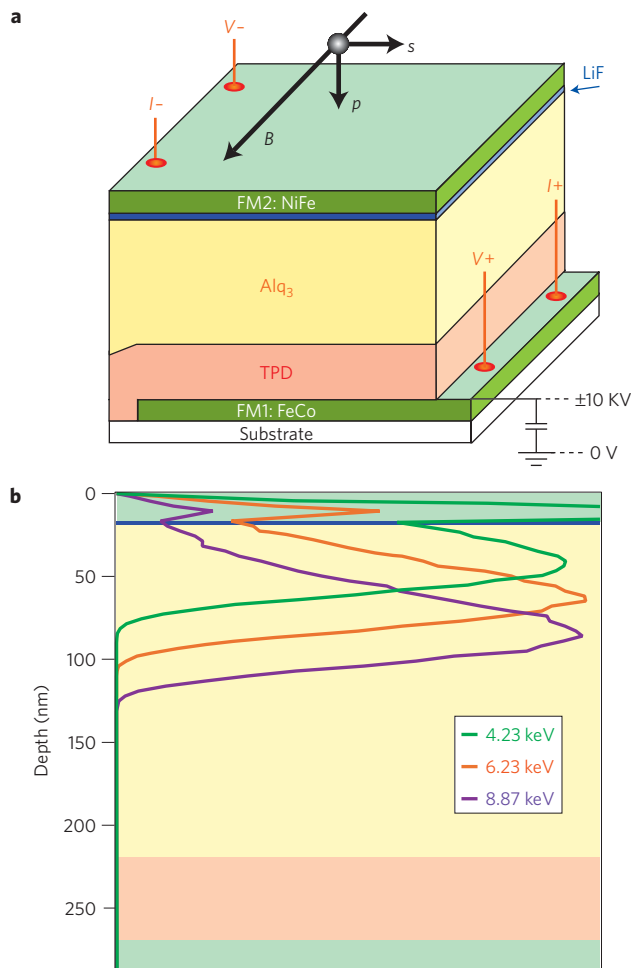 a
V–
s
LiF
I–
p
B
FM2: NiFe
I+
V+
Alq₃
TPD
±10 KV
FM1: FeCo
Substrate
0 V
b
0
50
100
150
200
250
Depth (nm)
4.23 keV
6.23 keV
8.87 keV